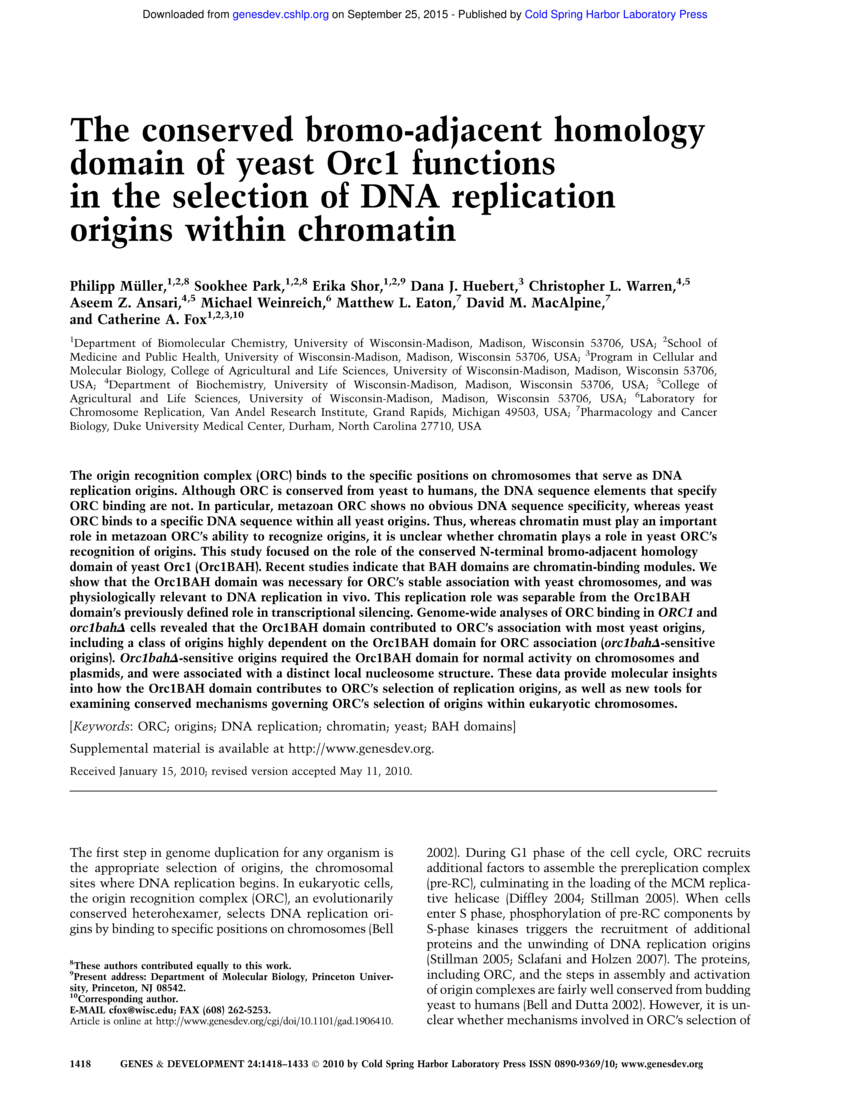 Downloaded from genesdev.cshlp.org on September 25, 2015 - Published by Cold Spring Harbor Laboratory Press
The conserved bromo-adjacent homology
domain of yeast Orc1 functions
in the selection of DNA replication
origins within chromatin
Philipp Müller,1,2,8 Sookhee Park,1,2,8 Erika Shor,1,2,9 Dana J. Huebert,3 Christopher L. Warren,4,5
Aseem Z. Ansari,4,5 Michael Weinreich,6 Matthew L. Eaton,7 David M. MacAlpine,7
and Catherine A. Fox1,2,3,10
1Department of Biomolecular Chemistry, University of Wisconsin-Madison, Madison, Wisconsin 53706, USA; 2School of
Medicine and Public Health, University of Wisconsin-Madison, Madison, Wisconsin 53706, USA; 3Program in Cellular and
Molecular Biology, College of Agricultural and Life Sciences, University of Wisconsin-Madison, Madison, Wisconsin 53706,
USA; 4Department of Biochemistry, University of Wisconsin-Madison, Madison, Wisconsin 53706, USA; 5College of
Agricultural and Life Sciences, University of Wisconsin-Madison, Madison, Wisconsin 53706, USA; 6Laboratory for
Chromosome Replication, Van Andel Research Institute, Grand Rapids, Michigan 49503, USA; 7Pharmacology and Cancer
Biology, Duke University Medical Center, Durham, North Carolina 27710, USA
The origin recognition complex (ORC) binds to the specific positions on chromosomes that serve as DNA
replication origins. Although ORC is conserved from yeast to humans, the DNA sequence elements that specify
ORC binding are not. In particular, metazoan ORC shows no obvious DNA sequence specificity, whereas yeast
ORC binds to a specific DNA sequence within all yeast origins. Thus, whereas chromatin must play an important
role in metazoan ORC's ability to recognize origins, it is unclear whether chromatin plays a role in yeast ORC's
recognition of origins. This study focused on the role of the conserved N-terminal bromo-adjacent homology
domain of yeast Orc1 (Orc1BAH). Recent studies indicate that BAH domains are chromatin-binding modules. We
show that the Orc1BAH domain was necessary for ORC's stable association with yeast chromosomes, and was
physiologically relevant to DNA replication in vivo. This replication role was separable from the Orc1BAH
domain's previously defined role in transcriptional silencing. Genome-wide analyses of ORC binding in ORC1 and
orc1bahΔ cells revealed that the Orc1BAH domain contributed to ORC's association with most yeast origins,
including a class of origins highly dependent on the Orc1BAH domain for ORC association (orc1bahΔ-sensitive
origins). Orc1bahΔ-sensitive origins required the Orc1BAH domain for normal activity on chromosomes and
plasmids, and were associated with a distinct local nucleosome structure. These data provide molecular insights
into how the Orc1BAH domain contributes to ORC's selection of replication origins, as well as new tools for
examining conserved mechanisms governing ORC's selection of origins within eukaryotic chromosomes.
[Keywords: ORC; origins; DNA replication; chromatin; yeast; BAH domains]
Supplemental material is available at http://www.genesdev.org.
Received January 15, 2010; revised version accepted May 11, 2010.
The first step in genome duplication for any organism is
the appropriate selection of origins, the chromosomal
sites where DNA replication begins. In eukaryotic cells,
the origin recognition complex (ORC), an evolutionarily
conserved heterohexamer, selects DNA replication ori-
gins by binding to specific positions on chromosomes (Bell
8These authors contributed equally to this work.
9Present address: Department of Molecular Biology, Princeton Univer-
sity, Princeton, NJ 08542.
10Corresponding author.
E-MAIL cfox@wisc.edu; FAX (608) 262-5253.
Article is online at http://www.genesdev.org/cgi/doi/10.1101/gad.1906410.
2002). During G1 phase of the cell cycle, ORC recruits
additional factors to assemble the prereplication complex
(pre-RC), culminating in the loading of the MCM replica-
tive helicase (Diffley 2004; Stillman 2005). When cells
enter S phase, phosphorylation of pre-RC components by
S-phase kinases triggers the recruitment of additional
proteins and the unwinding of DNA replication origins
(Stillman 2005; Sclafani and Holzen 2007). The proteins,
including ORC, and the steps in assembly and activation
of origin complexes are fairly well conserved from budding
yeast to humans (Bell and Dutta 2002). However, it is un-
clear whether mechanisms involved in ORC's selection of
1418 GENES & DEVELOPMENT 24:1418–1433 © 2010 by Cold Spring Harbor Laboratory Press ISSN 0890-9369/10; www.genesdev.org